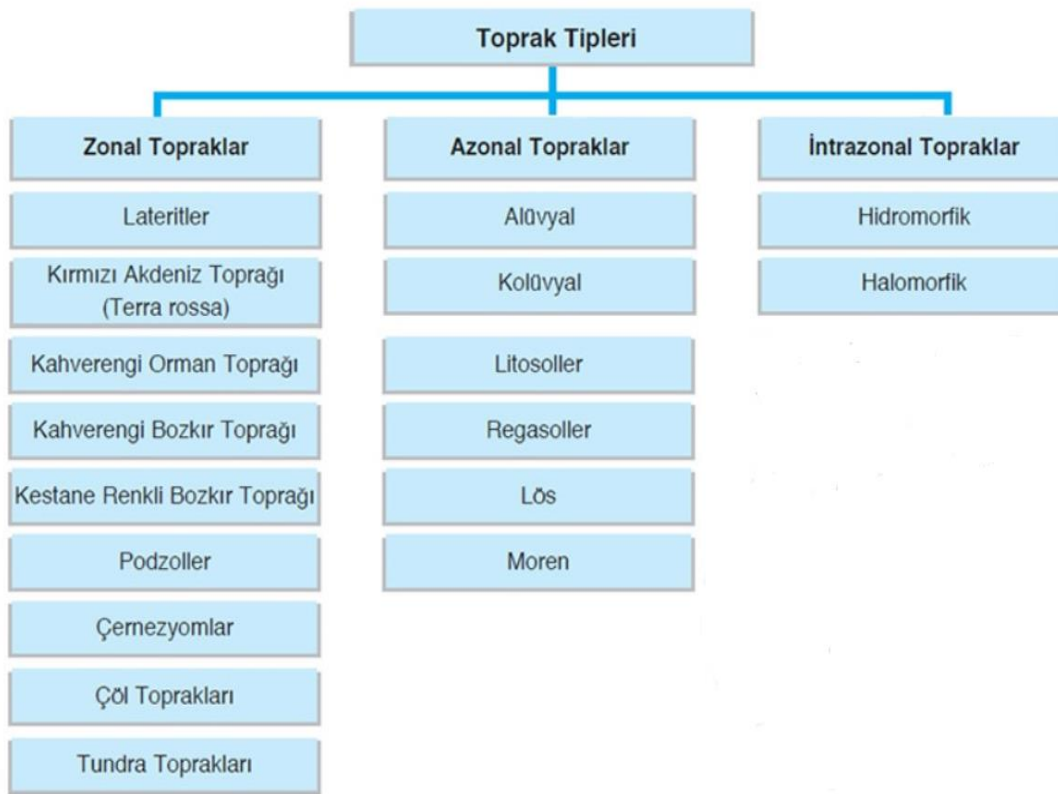 Toprak Tipleri
Zonal Topraklar
Lateritler
Kırmızı Akdeniz Toprağı
(Terra rossa)
Kahverengi Orman Toprağı
Kahverengi Bozkır Toprağı
Kestane Renkli Bozkır Toprağı
Podzoller
Çernezyomlar
Çöl Toprakları
Tundra Toprakları
Azonal Topraklar
Alüvyal
Kolüvyal
Litosoller
Regasoller
Lös
Moren
İntrazonal Topraklar
Hidromorfik
Halomorfik